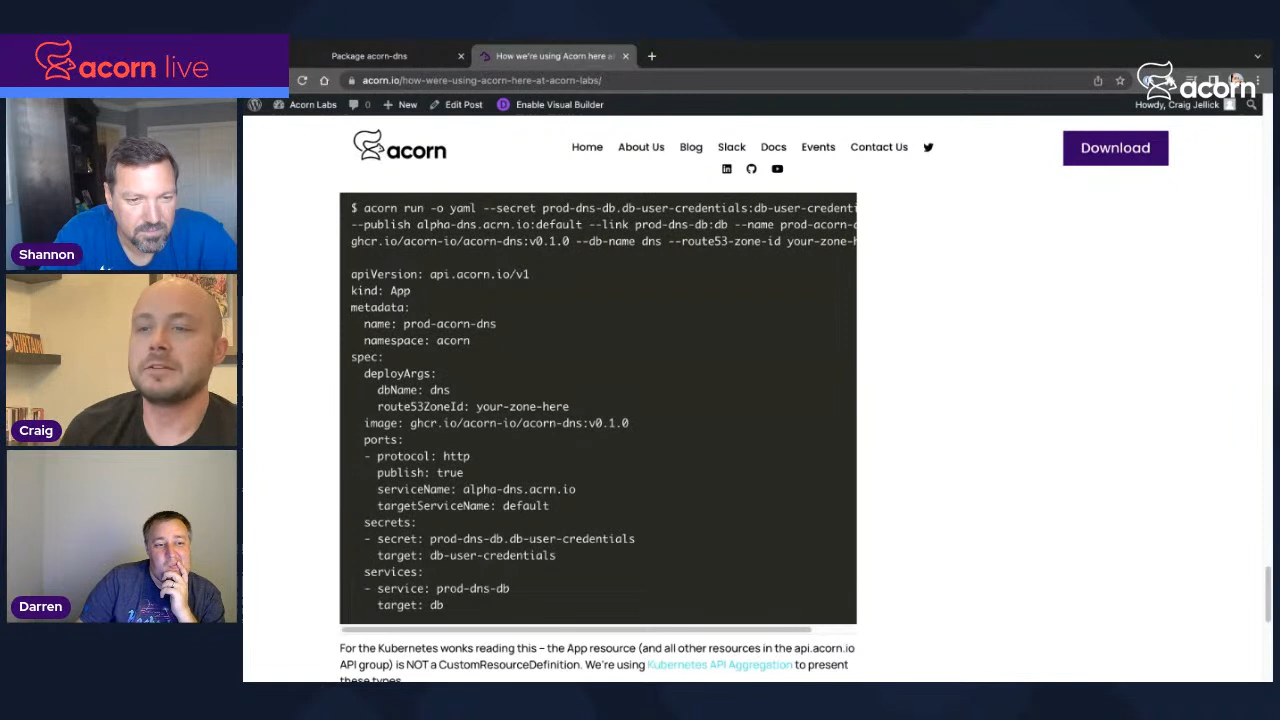 acorn live
Package acorn-dns
How we're using Acorn here a
acorn.io/how-were-using-acorn-here-at-acorn-labs/
acorn
Acorn Labs
0
New
Edit Post
Enable Visual Builder
Howdy, Craig Jellick
acorn
Home
About Us
Blog
Slack
Docs
Events
Contact Us
Download
$ acorn run -o yaml --secret prod-dns-db.db-user-credentials:db-user-credenti
--publish alpha-dns.acrn.io:default --link prod-dns-db:db --name prod-acorn-
ghcr.io/acorn-io/acorn-dns:v0.1.0 --db-name dns --route53-zone-id your-zone-
apiVersion: api.acorn.io/v1
kind: App
metadata:
name: prod-acorn-dns
namespace: acorn
spec:
deployArgs:
dbName: dns
route53ZoneId: your-zone-here
image: ghcr.io/acorn-io/acorn-dns:v0.1.0
ports:
- protocol: http
publish: true
serviceName: alpha-dns.acrn.io
targetServiceName: default
secrets:
- secret: prod-dns-db.db-user-credentials
target: db-user-credentials
services:
- service: prod-dns-db
target: db
For the Kubernetes wonks reading this – the App resource (and all other resources in the api.acorn.io
API group) is NOT a CustomResourceDefinition. We're using Kubernetes API Aggregation to present
these types
Shannon
CURTAIN
Craig
Darren